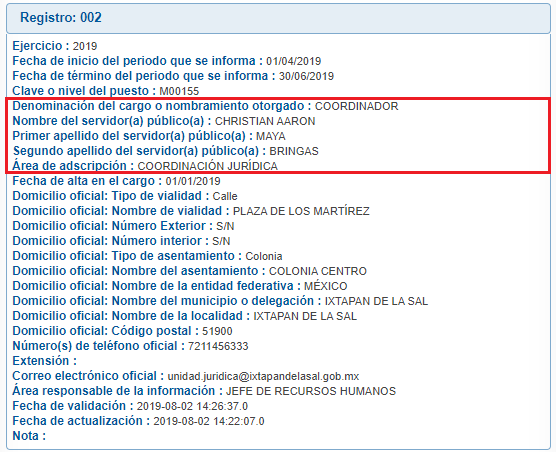 Registro: 002
Ejercicio : 2019
Fecha de inicio del periodo que se informa : 01/04/2019
Fecha de término del periodo que se informa : 30/06/2019
Clave o nivel del puesto : M00155
Denominación del cargo o nombramiento otorgado : COORDINADOR
Nombre del servidor(a) público(a) : CHRISTIAN AARON
Primer apellido del servidor(a) público(a) : MAYA
Segundo apellido del servidor(a) público(a) : BRINGAS
Área de adscripción : COORDINACIÓN JURÍDICA
Fecha de alta en el cargo : 01/01/2019
Domicilio oficial: Tipo de vialidad : Calle
Domicilio oficial: Nombre de vialidad : PLAZA DE LOS MARTÍREZ
Domicilio oficial: Número Exterior : S/N
Domicilio oficial: Número interior : S/N
Domicilio oficial: Tipo de asentamiento : Colonia
Domicilio oficial: Nombre del asentamiento : COLONIA CENTRO
Domicilio oficial: Nombre de la entidad federativa : MÉXICO
Domicilio oficial: Nombre del municipio o delegación : IXTAPAN DE LA SAL
Domicilio oficial: Nombre de la localidad : IXTAPAN DE LA SAL
Domicilio oficial: Código postal : 51900
Número(s) de teléfono oficial : 7211456333
Extensión :
Correo electrónico oficial : unidad.juridica@ixtapandelasal.gob.mx
Área responsable de la información : JEFE DE RECURSOS HUMANOS
Fecha de validación : 2019-08-02 14:26:37.0
Fecha de actualización : 2019-08-02 14:22:07.0
Nota :